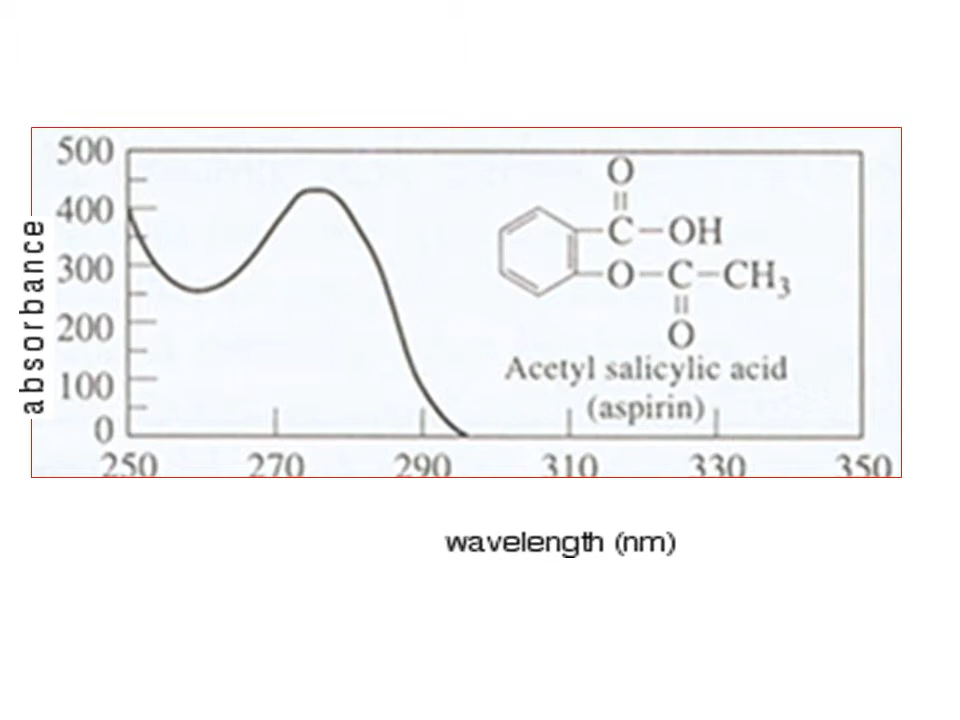 500
400
300
200
100
0
absorbance
O
C–OH
O–C–CH₃
O
Acetyl salicylic acid
(aspirin)
250 270 290 310 330 350
wavelength (nm)